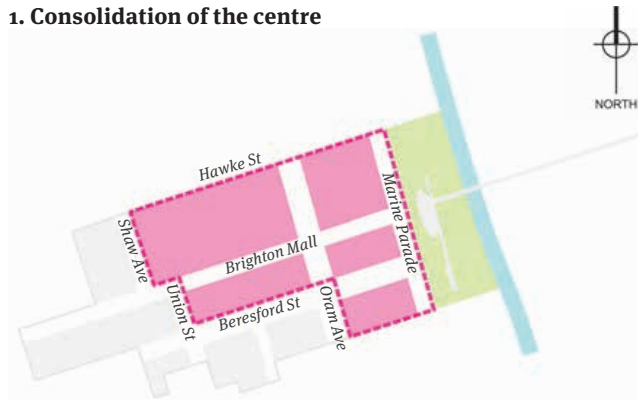 1. Consolidation of the centre
NORTH
Hawke St
Marine Parade
Shaw Ave
Brighton Mall
Union St
Beresford St
Oram Ave